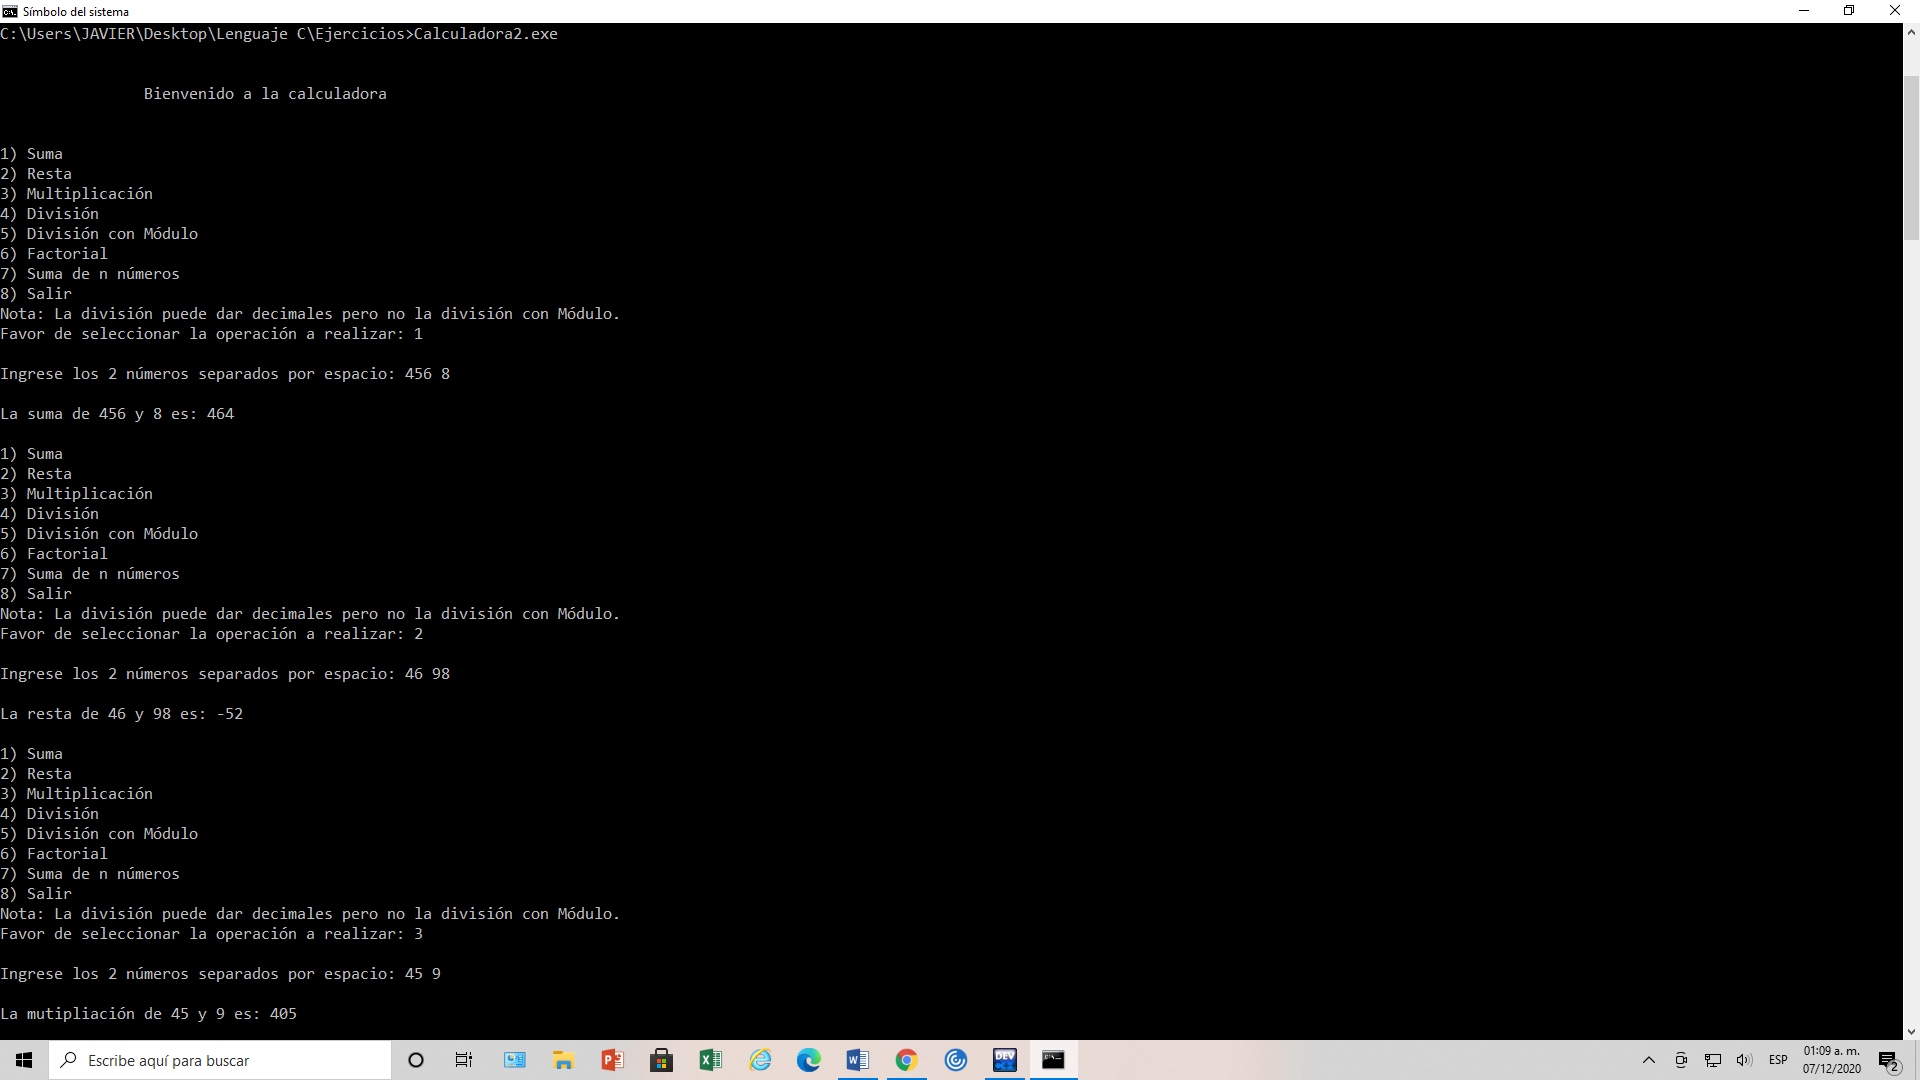 Símbolo del sistema
C:\Users\JAVIER\Desktop\Lenguaje C\Ejercicios>Calculadora2.exe
Bienvenido a la calculadora
1) Suma
2) Resta
3) Multiplicación
4) División
5) División con Módulo
6) Factorial
7) Suma de n números
8) Salir
Nota: La división puede dar decimales pero no la división con Módulo.
Favor de seleccionar la operación a realizar: 1
Ingrese los 2 números separados por espacio: 456 8
La suma de 456 y 8 es: 464
1) Suma
2) Resta
3) Multiplicación
4) División
5) División con Módulo
6) Factorial
7) Suma de n números
8) Salir
Nota: La división puede dar decimales pero no la división con Módulo.
Favor de seleccionar la operación a realizar: 2
Ingrese los 2 números separados por espacio: 46 98
La resta de 46 y 98 es: -52
1) Suma
2) Resta
3) Multiplicación
4) División
5) División con Módulo
6) Factorial
7) Suma de n números
8) Salir
Nota: La división puede dar decimales pero no la división con Módulo.
Favor de seleccionar la operación a realizar: 3
Ingrese los 2 números separados por espacio: 45 9
La mutipliación de 45 y 9 es: 405
Escribe aquí para buscar
DEV
ESP
01:09 a. m.
07/12/2020
2